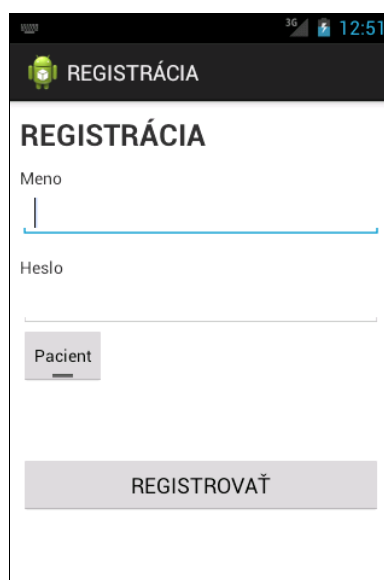 3G 12:51
REGISTRÁCIA
REGISTRÁCIA
Meno
Heslo
Pacient
REGISTROVAŤ